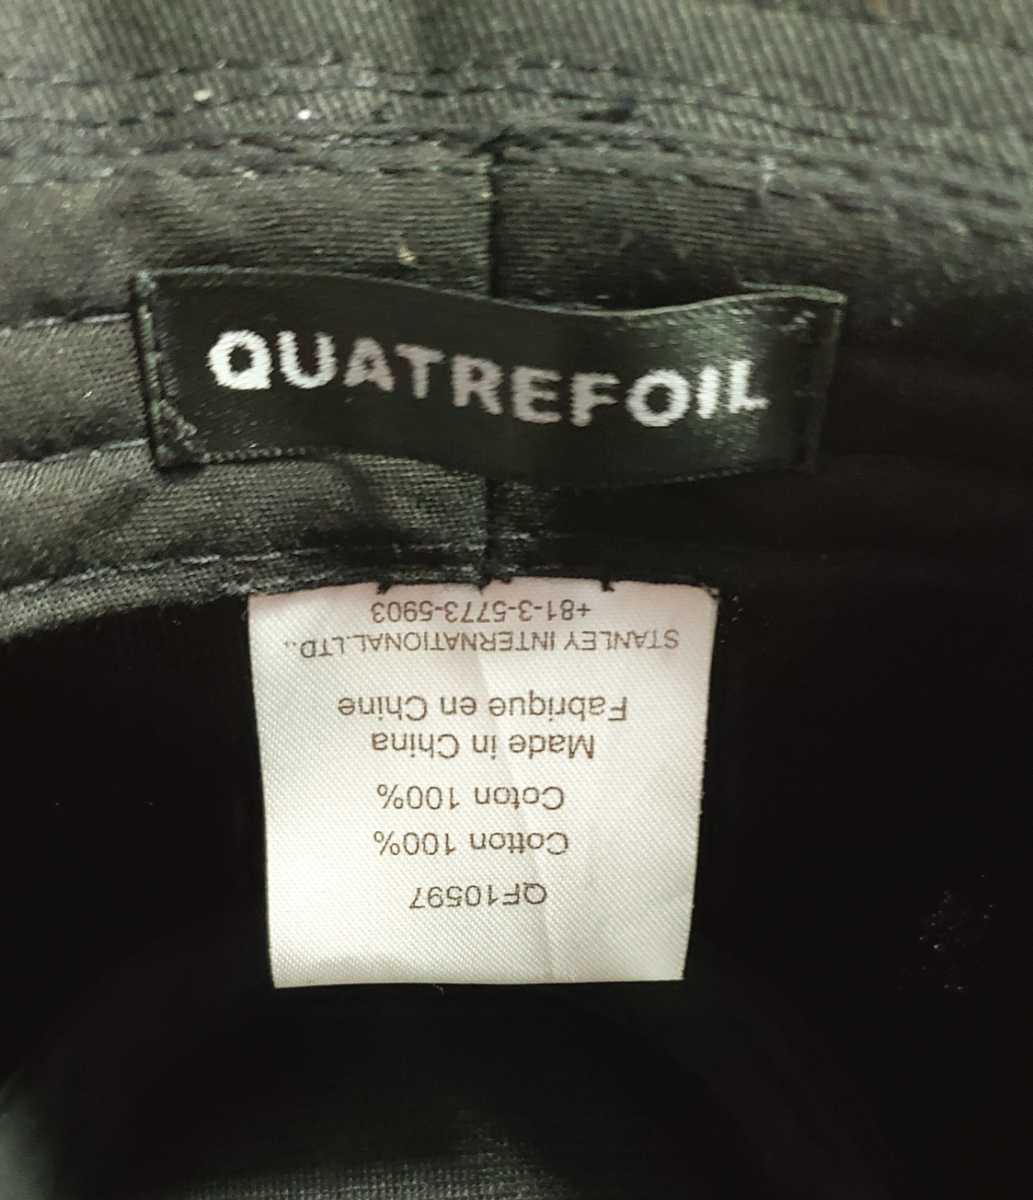 QUATREFOIL
QF10597
Cotton 100%
Coton 100%
Made in China
Fabrique en Chine
STANLEY INTERNATIONAL.LTD..
+81-3-5773-5903